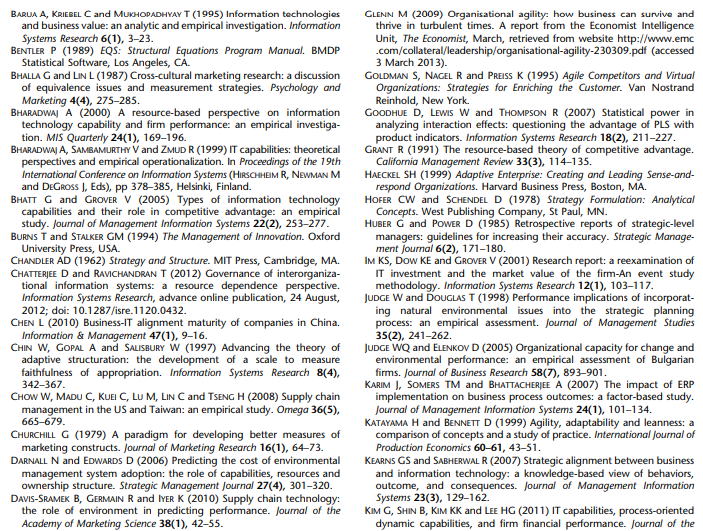 BARUA A, KRIEBEL C and MUKHOPADHYAY T (1995) Information technologies
and business value: an analytic and empirical investigation. Information
Systems Research 6(1), 3–23.
BENTLER P (1989) EQS: Structural Equations Program Manual. BMDP
Statistical Software, Los Angeles, CA.
BHALLA G and LIN L (1987) Cross-cultural marketing research: a discussion
of equivalence issues and measurement strategies. Psychology and
Marketing 4(4), 275–285.
BHARADWAJ A (2000) A resource-based perspective on information
technology capability and firm performance: an empirical investiga-
tion. MIS Quarterly 24(1), 169–196.
BHARADWAJ A, SAMBAMURTHY V and ZMUD R (1999) IT capabilities: theoretical
perspectives and empirical operationalization. In Proceedings of the 19th
International Conference on Information Systems (HIRSCHHEIM R, NEWMAN M
and DEGROSS J, Eds), pp 378–385, Helsinki, Finland.
BHATT G and GROVER V (2005) Types of information technology
capabilities and their role in competitive advantage: an empirical
study. Journal of Management Information Systems 22(2), 253–277.
BURNS T and STALKER GM (1994) The Management of Innovation. Oxford
University Press, USA.
CHANDLER AD (1962) Strategy and Structure. MIT Press, Cambridge, MA.
CHATTERJEE D and RAVICHANDRAN T (2012) Governance of interorganiza-
tional information systems: a resource dependence perspective.
Information Systems Research, advance online publication, 24 August,
2012; doi: 10.1287/isre.1120.0432.
CHEN L (2010) Business-IT alignment maturity of companies in China.
Information & Management 47(1), 9–16.
CHIN W, GOPAL A and SALISBURY W (1997) Advancing the theory of
adaptive structuration: the development of a scale to measure
faithfulness of appropriation. Information Systems Research 8(4),
342–367.
CHOW W, MADU C, KUEI C, LU M, LIN C and TSENG H (2008) Supply chain
management in the US and Taiwan: an empirical study. Omega 36(5),
665–679.
CHURCHILL G (1979) A paradigm for developing better measures of
marketing constructs. Journal of Marketing Research 16(1), 64–73.
DARNALL N and EDWARDS D (2006) Predicting the cost of environmental
management system adoption: the role of capabilities, resources and
ownership structure. Strategic Management Journal 27(4), 301–320.
DAVIS-SRAMEK B, GERMAIN R and IYER K (2010) Supply chain technology:
the role of environment in predicting performance. Journal of the
Academy of Marketing Science 38(1), 42–55.
GLENN M (2009) Organisational agility: how business can survive and
thrive in turbulent times. A report from the Economist Intelligence
Unit, The Economist, March, retrieved from website http://www.emc
.com/collateral/leadership/organisational-agility-230309.pdf (accessed
3 March 2013).
GOLDMAN S, NAGEL R and PREISS K (1995) Agile Competitors and Virtual
Organizations: Strategies for Enriching the Customer. Van Nostrand
Reinhold, New York.
GOODHUE D, LEWIS W and THOMPSON R (2007) Statistical power in
analyzing interaction effects: questioning the advantage of PLS with
product indicators. Information Systems Research 18(2), 211–227.
GRANT R (1991) The resource-based theory of competitive advantage.
California Management Review 33(3), 114–135.
HAECKEL SH (1999) Adaptive Enterprise: Creating and Leading Sense-and-
respond Organizations. Harvard Business Press, Boston, MA.
HOFER CW and SCHENDEL D (1978) Strategy Formulation: Analytical
Concepts. West Publishing Company, St Paul, MN.
HUBER G and POWER D (1985) Retrospective reports of strategic-level
managers: guidelines for increasing their accuracy. Strategic Manage-
ment Journal 6(2), 171–180.
IM KS, DOW KE and GROVER V (2001) Research report: a reexamination of
IT investment and the market value of the firm-An event study
methodology. Information Systems Research 12(1), 103–117.
JUDGE W and DOUGLAS T (1998) Performance implications of incorporat-
ing natural environmental issues into the strategic planning
process: an empirical assessment. Journal of Management Studies
35(2), 241–262.
JUDGE WQ and ELENKOV D (2005) Organizational capacity for change and
environmental performance: an empirical assessment of Bulgarian
firms. Journal of Business Research 58(7), 893–901.
KARIM J, SOMERS TM and BHATTACHERJEE A (2007) The impact of ERP
implementation on business process outcomes: a factor-based study.
Journal of Management Information Systems 24(1), 101–134.
KATAYAMA H and BENNETT D (1999) Agility, adaptability and leanness: a
comparison of concepts and a study of practice. International Journal of
Production Economics 60–61, 43–51.
KEARNS GS and SABHERWAL R (2007) Strategic alignment between business
and information technology: a knowledge-based view of behaviors,
outcome, and consequences. Journal of Management Information
Systems 23(3), 129–162.
KIM G, SHIN B, KIM KK and LEE HG (2011) IT capabilities, process-oriented
dynamic capabilities, and firm financial performance. Journal of the